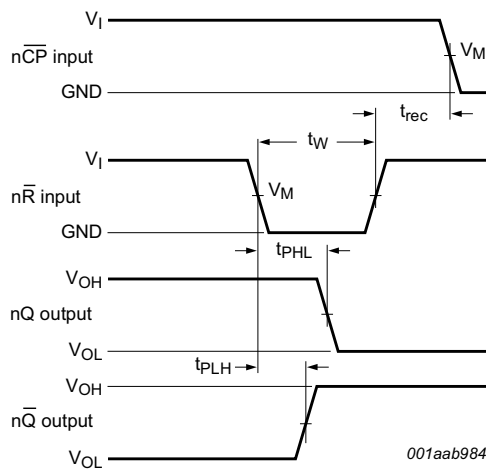 V_I
nC̅P̅ input
V_M
GND
t_rec
t_W
V_I
nR̅ input
V_M
GND
t_PHL
V_OH
nQ output
V_OL
t_PLH
V_OH
nQ̅ output
V_OL
001aab984